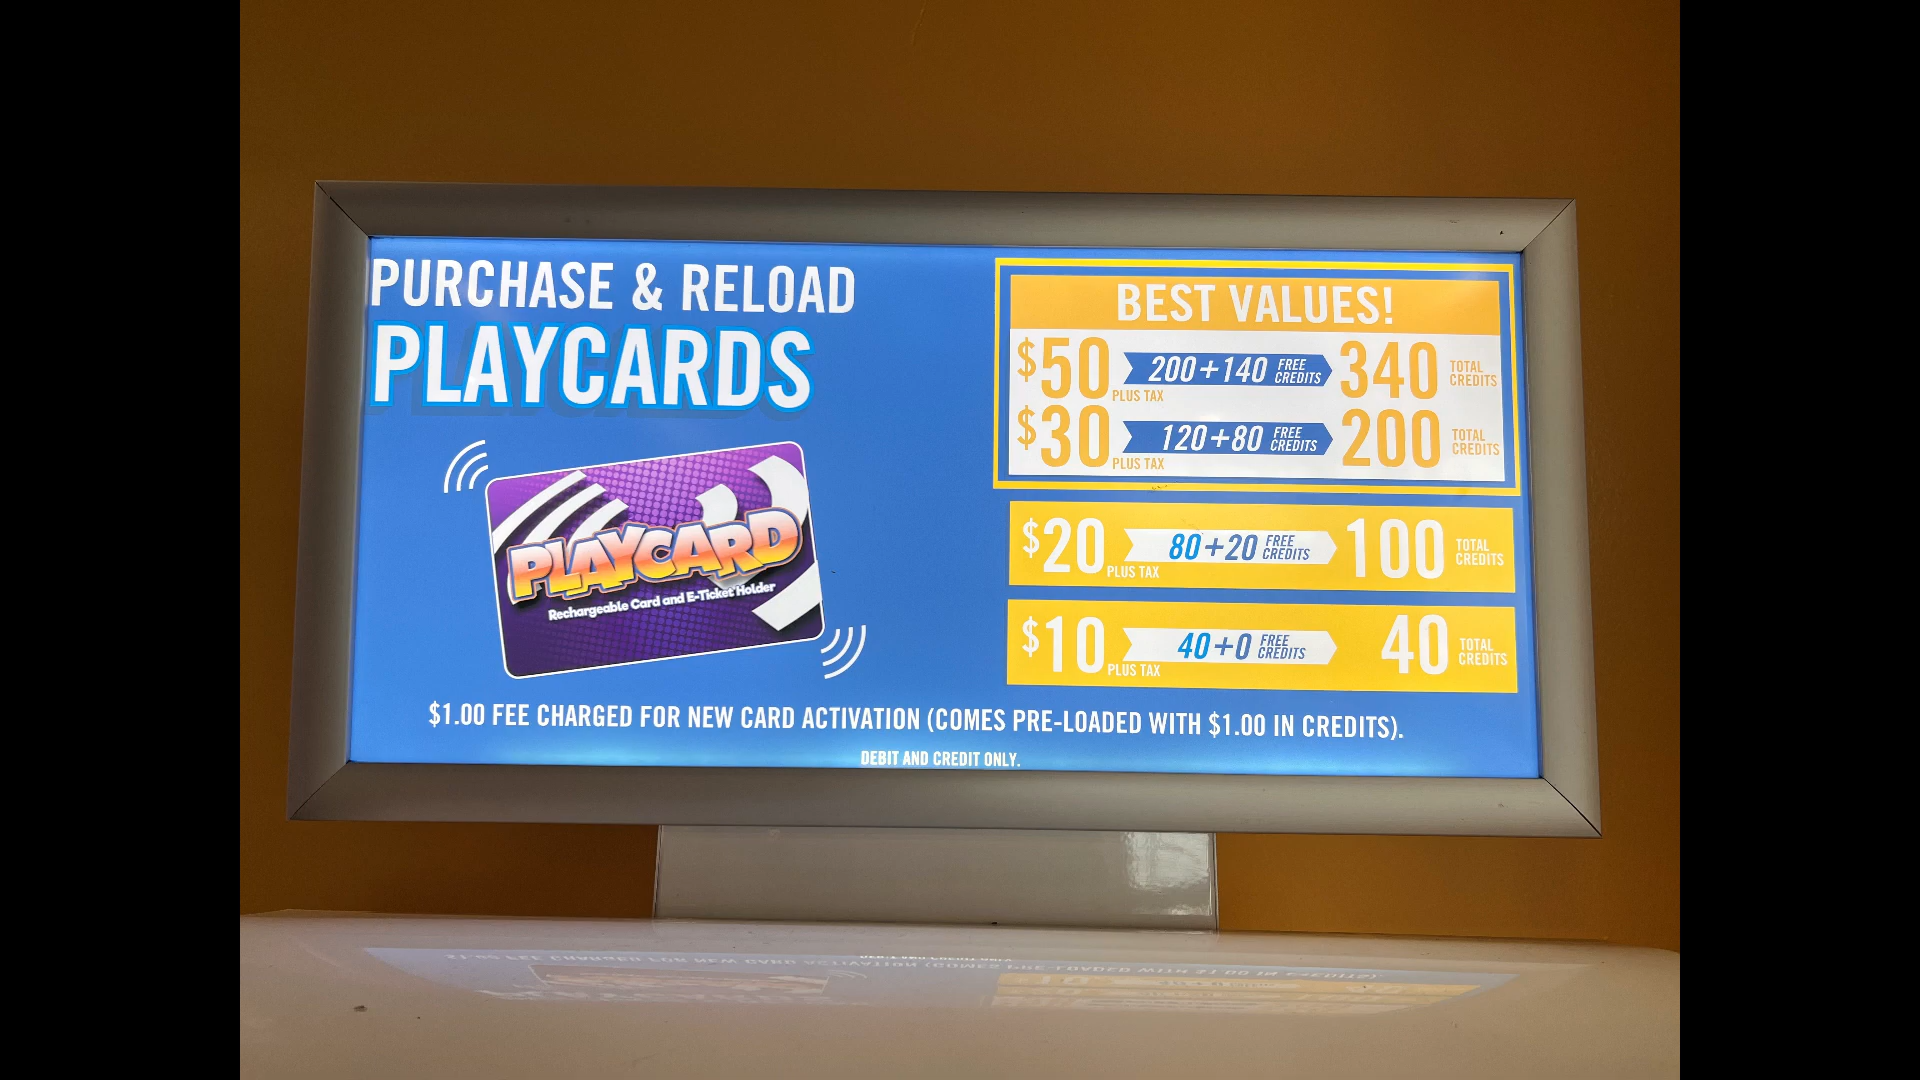 PURCHASE & RELOAD
PLAYCARDS
PLAYCARD
Rechargeable Card and E-Ticket Holder
BEST VALUES!
$50 PLUS TAX 200+140 FREE CREDITS 340 TOTAL CREDITS
$30 PLUS TAX 120+80 FREE CREDITS 200 TOTAL CREDITS
$20 PLUS TAX 80+20 FREE CREDITS 100 TOTAL CREDITS
$10 PLUS TAX 40+0 FREE CREDITS 40 TOTAL CREDITS
$1.00 FEE CHARGED FOR NEW CARD ACTIVATION (COMES PRE-LOADED WITH $1.00 IN CREDITS).
DEBIT AND CREDIT ONLY.